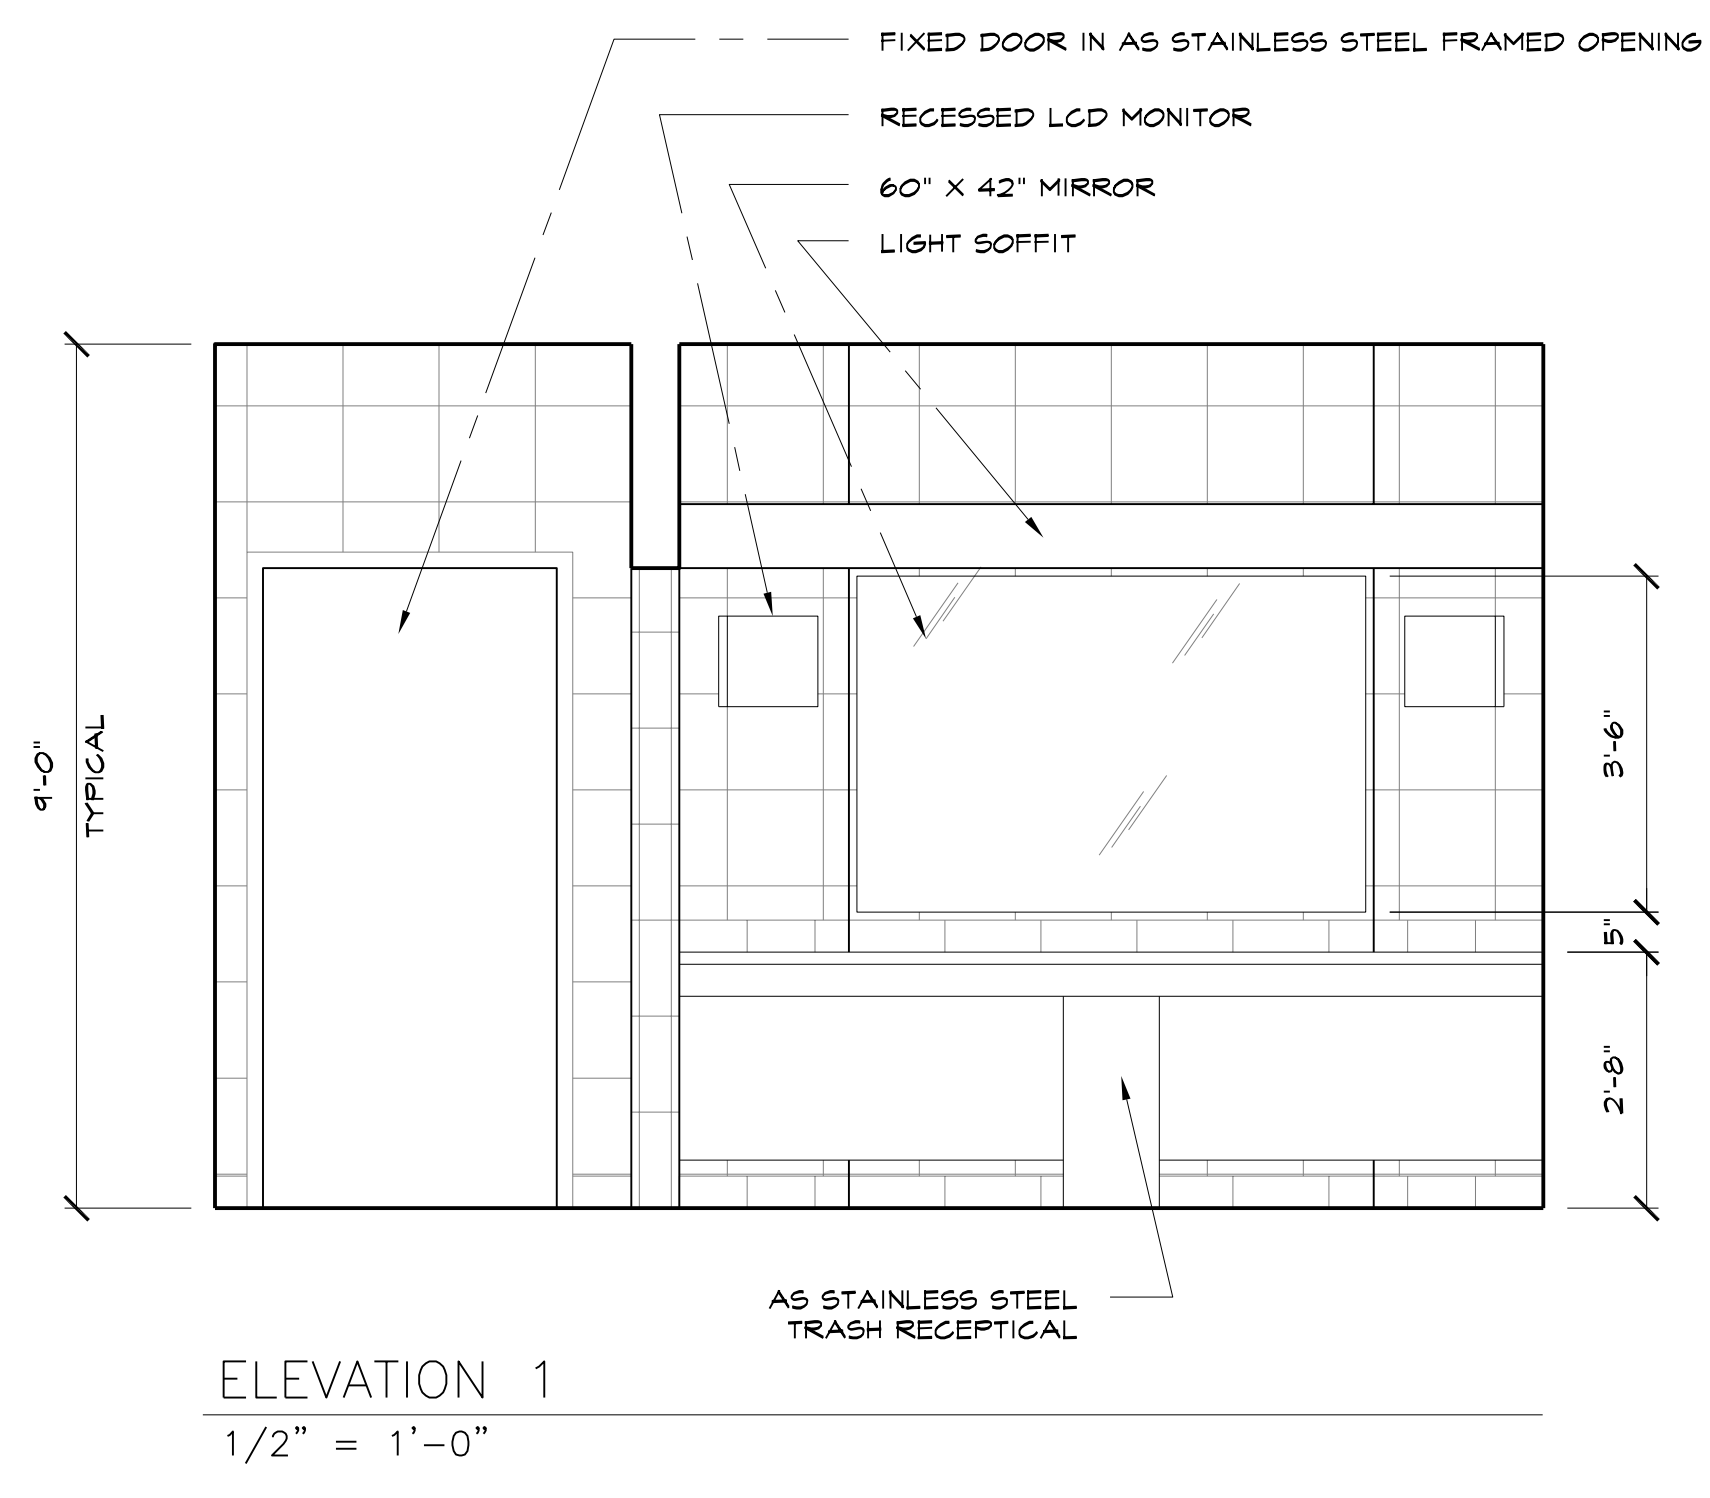 FIXED DOOR IN AS STAINLESS STEEL FRAMED OPENING
RECESSED LCD MONITOR
60" X 42" MIRROR
LIGHT SOFFIT
9'-0"
TYPICAL
3'-6"
5"
2'-8"
AS STAINLESS STEEL
TRASH RECEPTICAL
ELEVATION 1
1/2" = 1'-0"